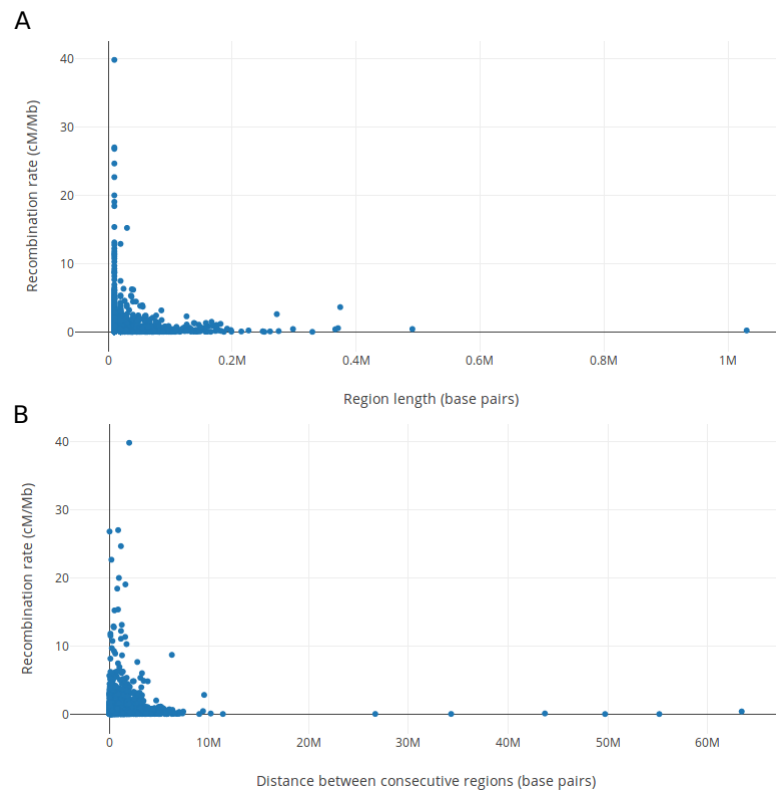 A
Recombination rate (cM/Mb)
40
30
20
10
0
0
0.2M
0.4M
0.6M
0.8M
1M
Region length (base pairs)
B
Recombination rate (cM/Mb)
40
30
20
10
0
0
10M
20M
30M
40M
50M
60M
Distance between consecutive regions (base pairs)